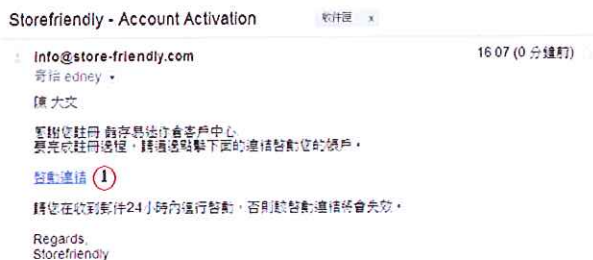 Storefriendly - Account Activation 收件匣 x
info@store-friendly.com 16:07 (0 分鐘前)
寄給 edney
陳 大文
感謝您註冊 儲存易迷你倉客戶中心
要完成註冊過程,請通過點擊下面的連結啟動您的帳戶。
啟動連結 1
請您在收到郵件24小時內進行啟動,否則該啟動連結將會失效。
Regards,
Storefriendly